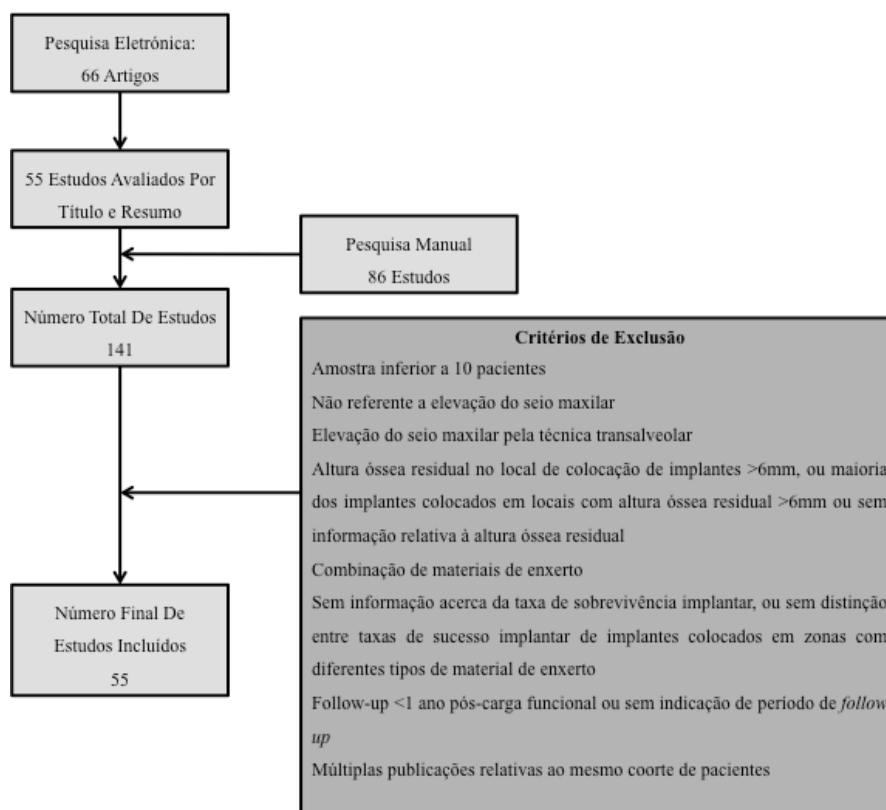 Pesquisa Eletrónica:
66 Artigos
55 Estudos Avaliados Por
Título e Resumo
Pesquisa Manual
86 Estudos
Número Total De Estudos
141
Critérios de Exclusão
Amostra inferior a 10 pacientes
Não referente a elevação do seio maxilar
Elevação do seio maxilar pela técnica transalveolar
Altura óssea residual no local de colocação de implantes >6mm, ou maioria
dos implantes colocados em locais com altura óssea residual >6mm ou sem
informação relativa à altura óssea residual
Combinação de materiais de enxerto
Sem informação acerca da taxa de sobrevivência implantar, ou sem distinção
entre taxas de sucesso implantar de implantes colocados em zonas com
diferentes tipos de material de enxerto
Follow-up <1 ano pós-carga funcional ou sem indicação de período de follow
up
Múltiplas publicações relativas ao mesmo coorte de pacientes
Número Final De
Estudos Incluídos
55